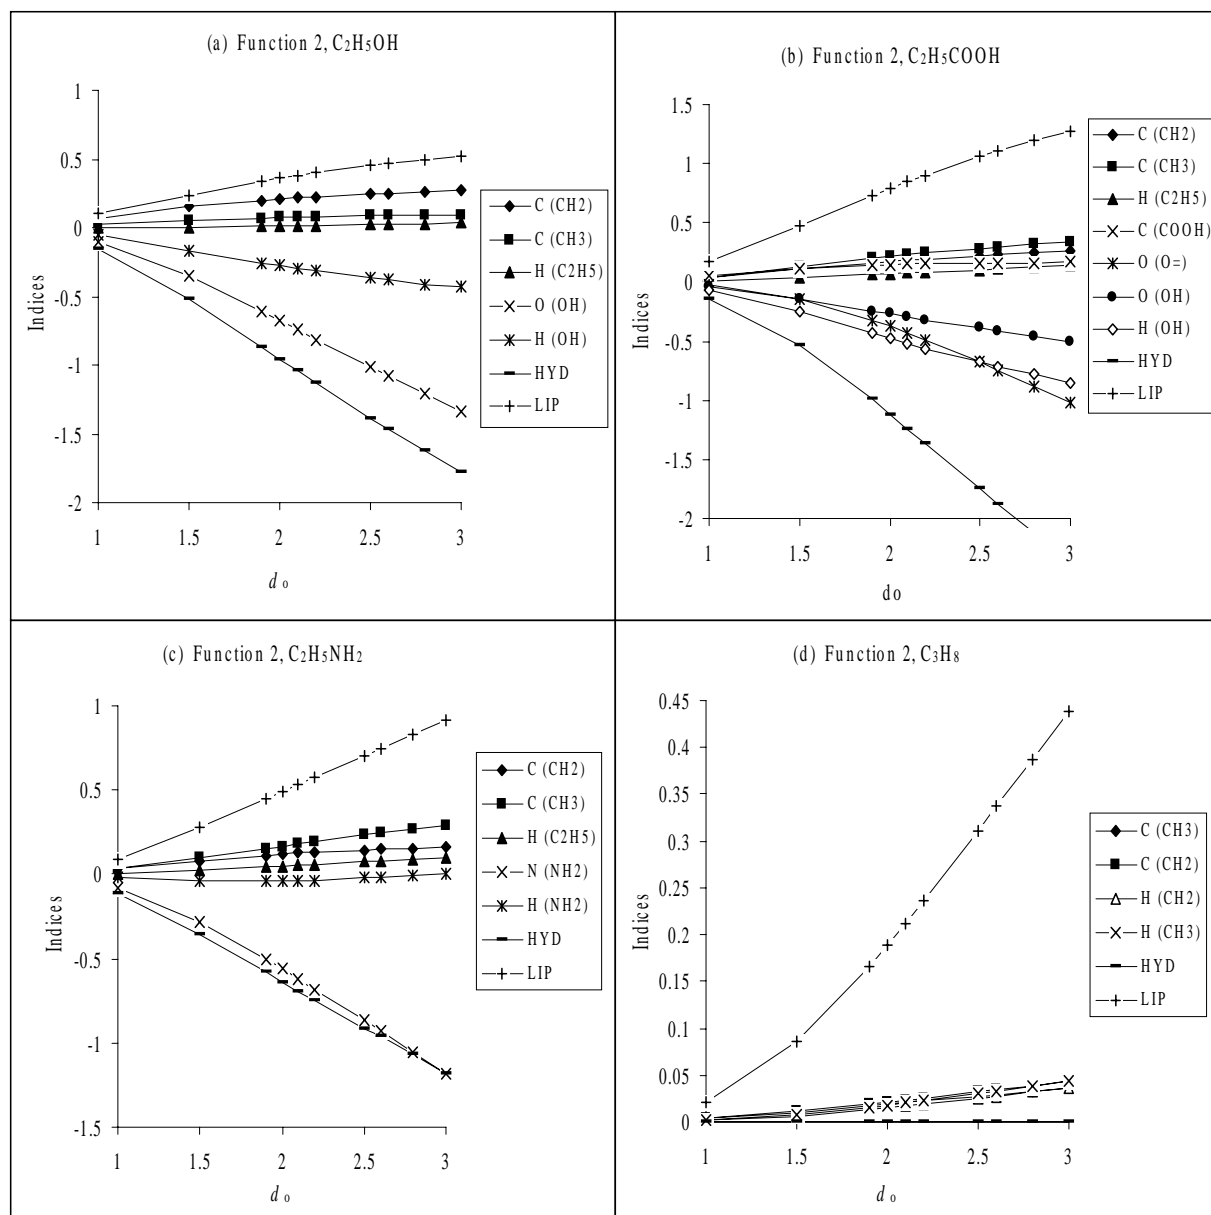 (a) Function 2, C₂H₅OH
Indices
1
0.5
0
-0.5
-1
-1.5
-2
1 1.5 2 2.5 3
do
C (CH2)
C (CH3)
H (C2H5)
O (OH)
H (OH)
HYD
LIP
(b) Function 2, C₂H₅COOH
Indices
1.5
1
0.5
0
-0.5
-1
-1.5
-2
1 1.5 2 2.5 3
do
C (CH2)
C (CH3)
H (C2H5)
C (COOH)
O (O=)
O (OH)
H (OH)
HYD
LIP
(c) Function 2, C₂H₅NH₂
Indices
1
0.5
0
-0.5
-1
-1.5
1 1.5 2 2.5 3
do
C (CH2)
C (CH3)
H (C2H5)
N (NH2)
H (NH2)
HYD
LIP
(d) Function 2, C₃H₈
Indices
0.45
0.4
0.35
0.3
0.25
0.2
0.15
0.1
0.05
0
1 1.5 2 2.5 3
do
C (CH3)
C (CH2)
H (CH2)
H (CH3)
HYD
LIP